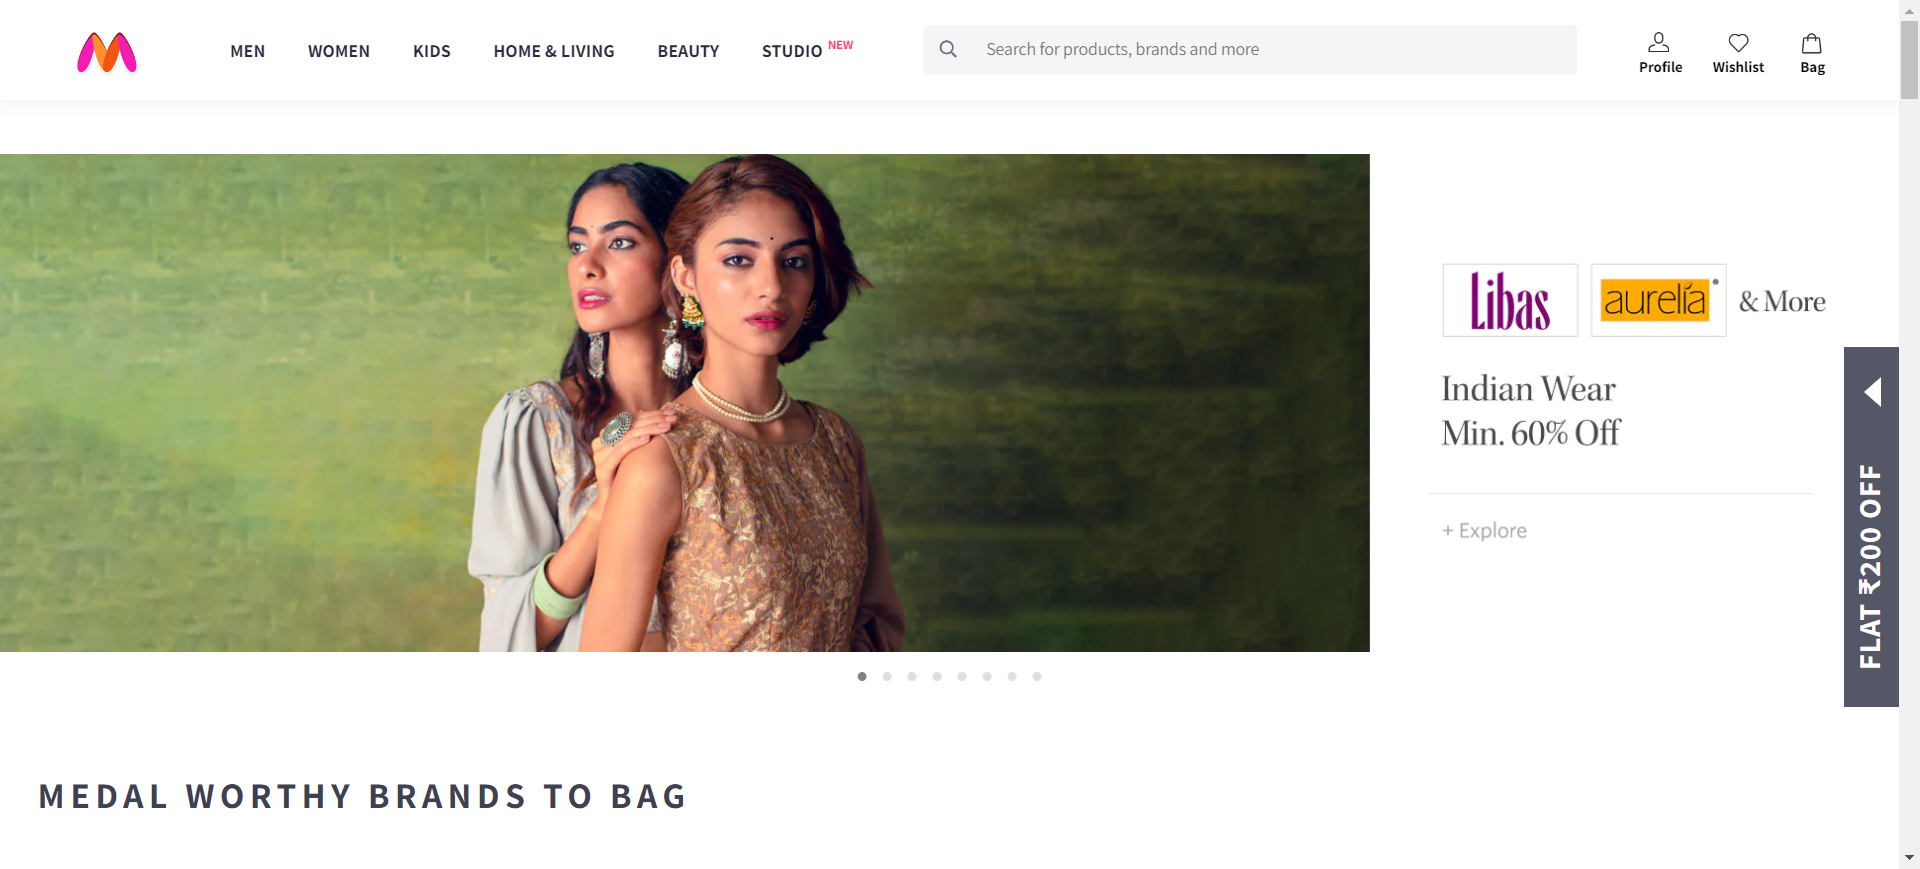 MEN WOMEN KIDS HOME & LIVING BEAUTY STUDIO NEW
Search for products, brands and more
Profile Wishlist Bag
Libas aurelia & More
Indian Wear
Min. 60% Off
+ Explore
FLAT ₹200 OFF
MEDAL WORTHY BRANDS TO BAG